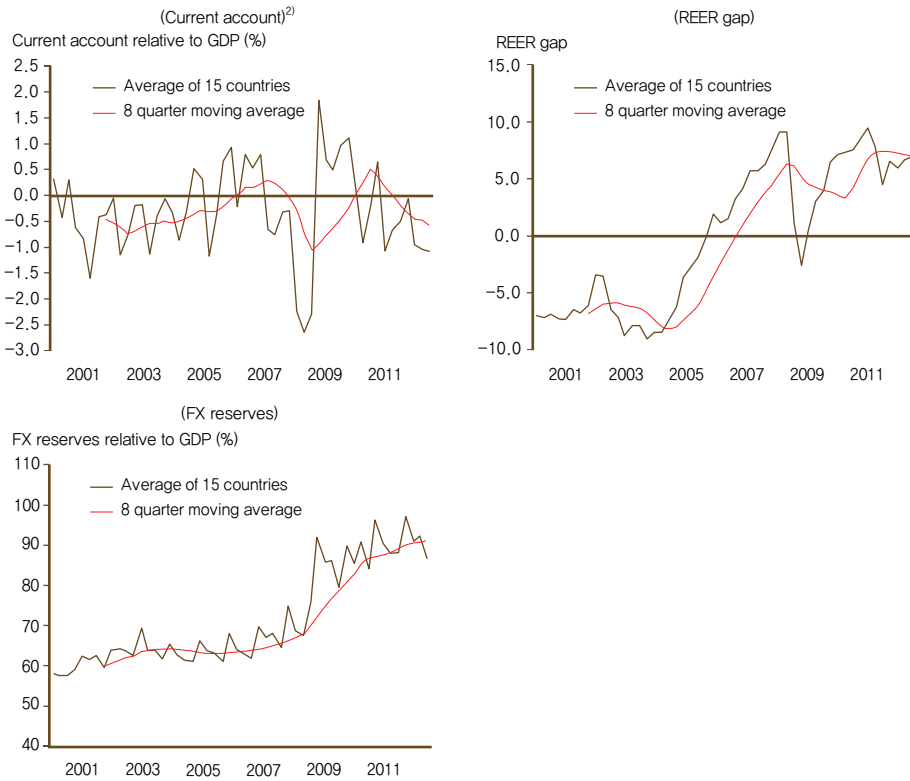 (Current account)2)
Current account relative to GDP (%)
2.5
2.0
1.5
1.0
0.5
0.0
−0.5
−1.0
−1.5
−2.0
−2.5
−3.0
Average of 15 countries
8 quarter moving average
2001 2003 2005 2007 2009 2011
(REER gap)
REER gap
15.0
10.0
5.0
0.0
−5.0
−10.0
Average of 15 countries
8 quarter moving average
2001 2003 2005 2007 2009 2011
(FX reserves)
FX reserves relative to GDP (%)
110
100
90
80
70
60
50
40
Average of 15 countries
8 quarter moving average
2001 2003 2005 2007 2009 2011